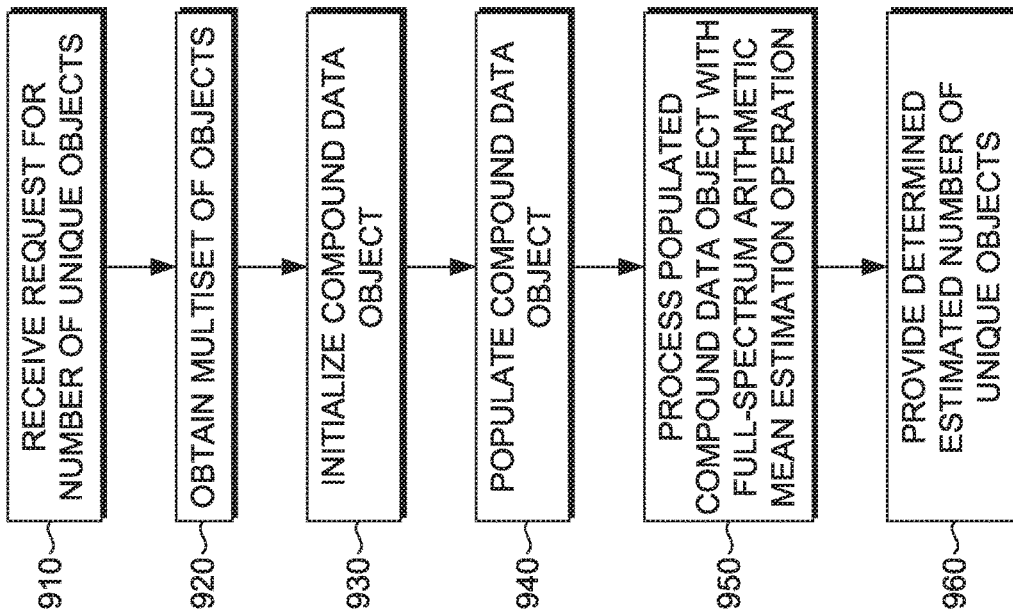 910
RECEIVE REQUEST FOR
NUMBER OF UNIQUE OBJECTS
920
OBTAIN MULTISET OF OBJECTS
930
INITIALIZE COMPOUND DATA
OBJECT
940
POPULATE COMPOUND DATA
OBJECT
950
PROCESS POPULATED
COMPOUND DATA OBJECT WITH
FULL-SPECTRUM ARITHMETIC
MEAN ESTIMATION OPERATION
960
PROVIDE DETERMINED
ESTIMATED NUMBER OF
UNIQUE OBJECTS